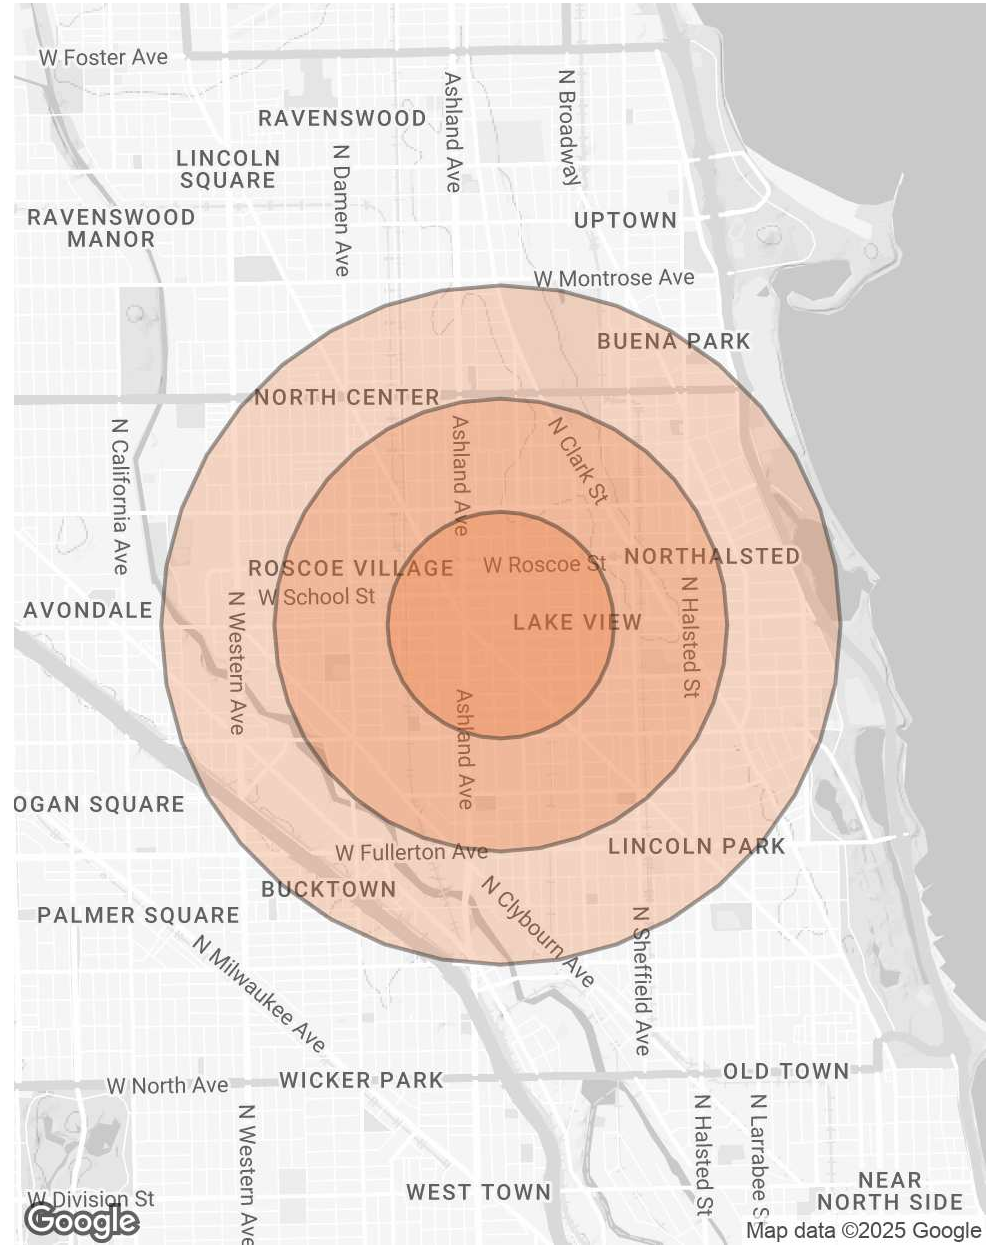 W Foster Ave
Ashland Ave
N Broadway
RAVENSWOOD
LINCOLN
SQUARE
N Damen Ave
RAVENSWOOD
MANOR
UPTOWN
W Montrose Ave
BUENA PARK
NORTH CENTER
N California Ave
Ashland Ave
N Clark St
ROSCOE VILLAGE
W Roscoe St
NORTHALSTED
W School St
AVONDALE
N Western Ave
LAKE VIEW
N Halsted St
Ashland Ave
OGAN SQUARE
W Fullerton Ave
LINCOLN PARK
BUCKTOWN
N Clybourn Ave
PALMER SQUARE
N Milwaukee Ave
N Sheffield Ave
W North Ave
WICKER PARK
OLD TOWN
N Western Ave
N Halsted St
N Larrabee S
W Division St
WEST TOWN
NEAR
NORTH SIDE
Google
Map data ©2025 Google